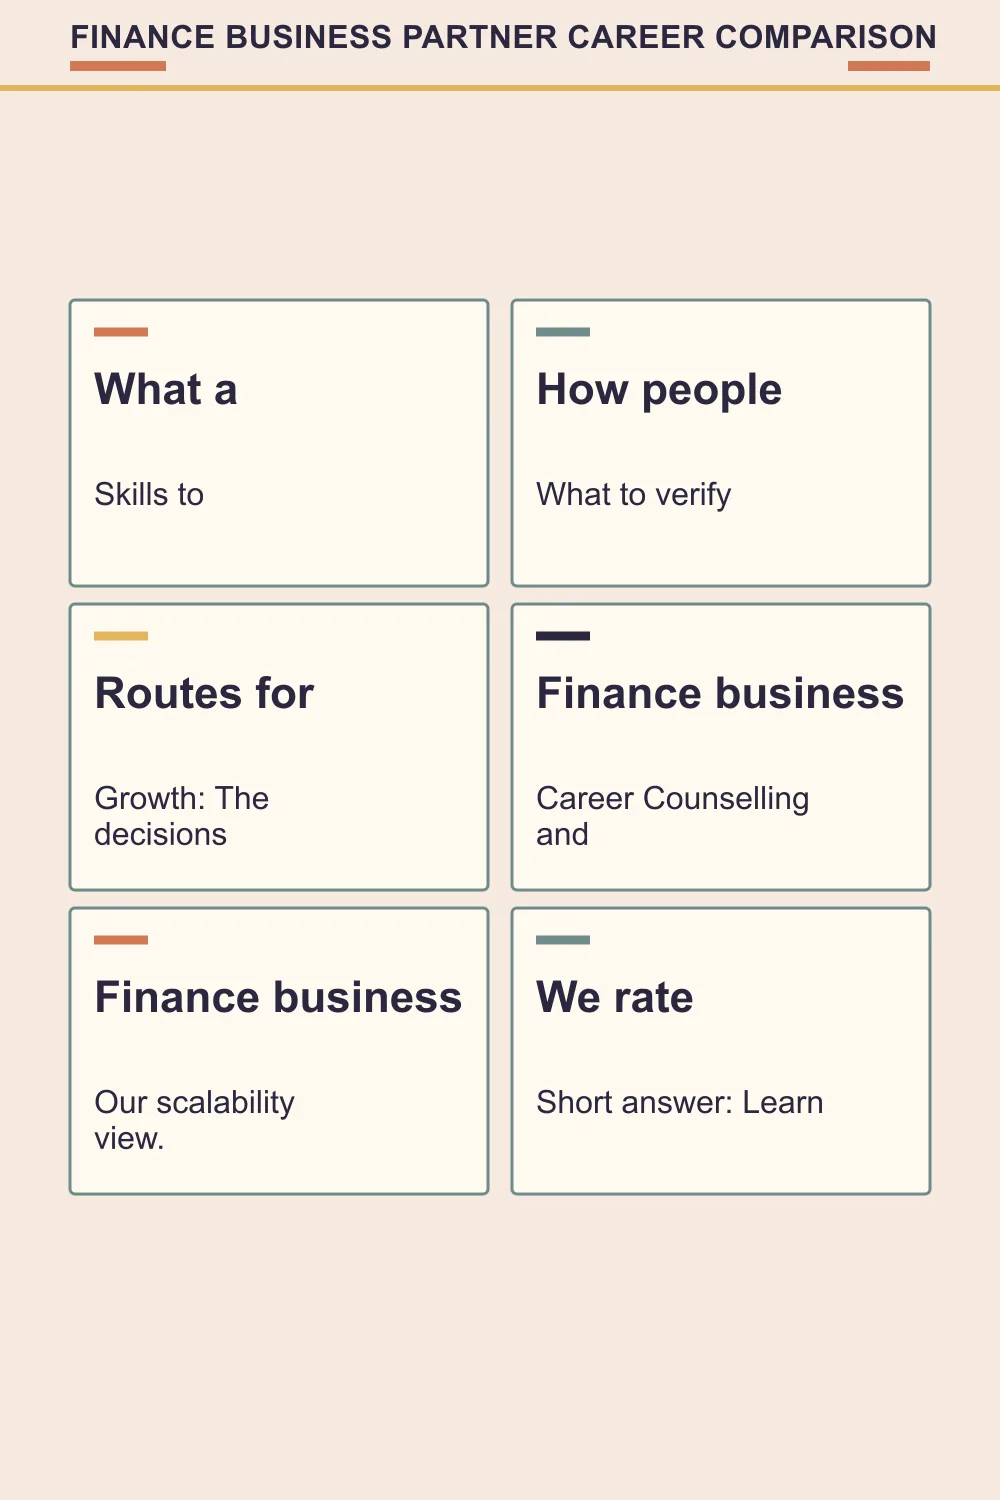 FINANCE BUSINESS PARTNER CAREER COMPARISON
What a
Skills to
How people
What to verify
Routes for
Growth: The
decisions
Finance business
Career Counselling
and
Finance business
Our scalability
view.
We rate
Short answer: Learn